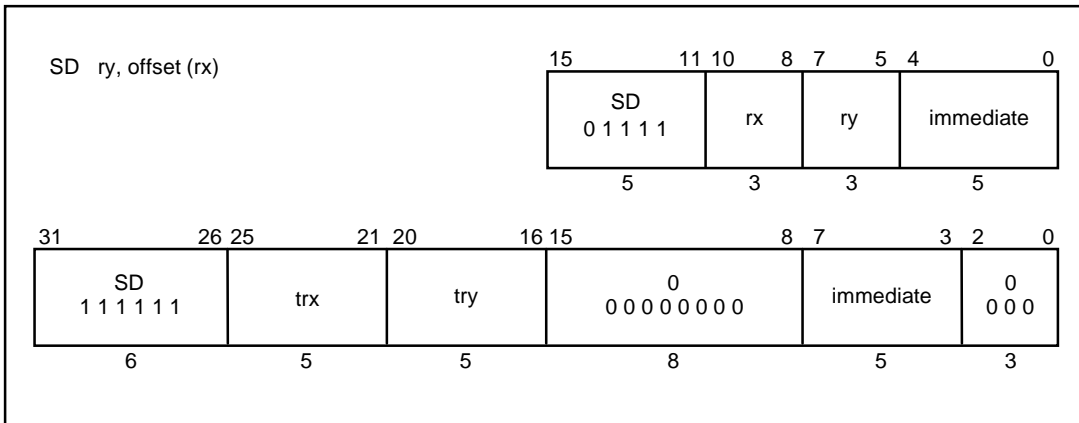 SD ry, offset (rx)
15 11 10 8 7 5 4 0
SD
0 1 1 1 1
rx
ry
immediate
5 3 3 5
31 26 25 21 20 16 15 8 7 3 2 0
SD
1 1 1 1 1 1
trx
try
0
0 0 0 0 0 0 0 0
immediate
0
0 0 0
6 5 5 8 5 3